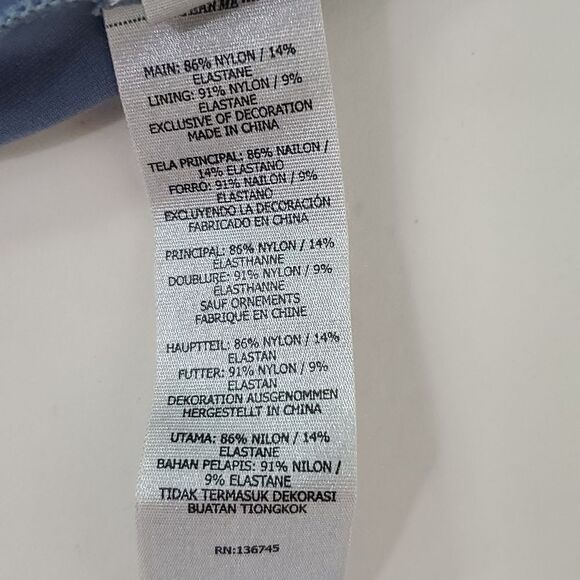 MAIN: 86% NYLON / 14%
ELASTANE
LINING: 91% NYLON / 9%
ELASTANE
EXCLUSIVE OF DECORATION
MADE IN CHINA
TELA PRINCIPAL: 86% NAILON /
14% ELASTANO
FORRO: 91% NAILON / 9%
ELASTANO
EXCLUYENDO LA DECORACIÓN
FABRICADO EN CHINA
PRINCIPAL: 86% NYLON / 14%
ELASTHANNE
DOUBLURE: 91% NYLON / 9%
ELASTHANNE
SAUF ORNEMENTS
FABRIQUÉ EN CHINE
HAUPTTEIL: 86% NYLON / 14%
ELASTAN
FUTTER: 91% NYLON / 9%
ELASTAN
DEKORATION AUSGENOMMEN
HERGESTELLT IN CHINA
UTAMA: 86% NILON / 14%
ELASTANE
BAHAN PELAPIS: 91% NILON /
9% ELASTANE
TIDAK TERMASUK DEKORASI
BUATAN TIONGKOK
RN:136745